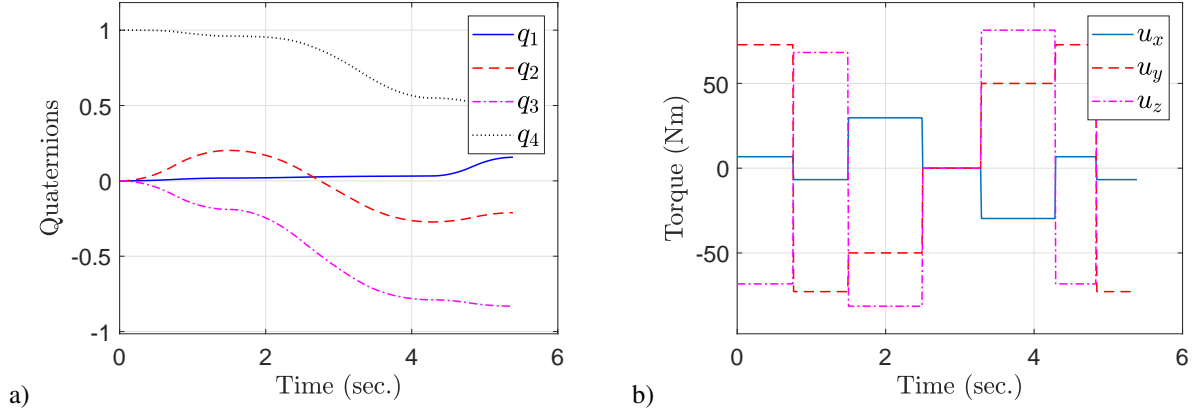 1
0.5
0
-0.5
-1
0
2
4
6
Quaternions
Time (sec.)
q1
q2
q3
q4
a)
50
0
-50
0
2
4
6
Torque (Nm)
Time (sec.)
ux
uy
uz
b)